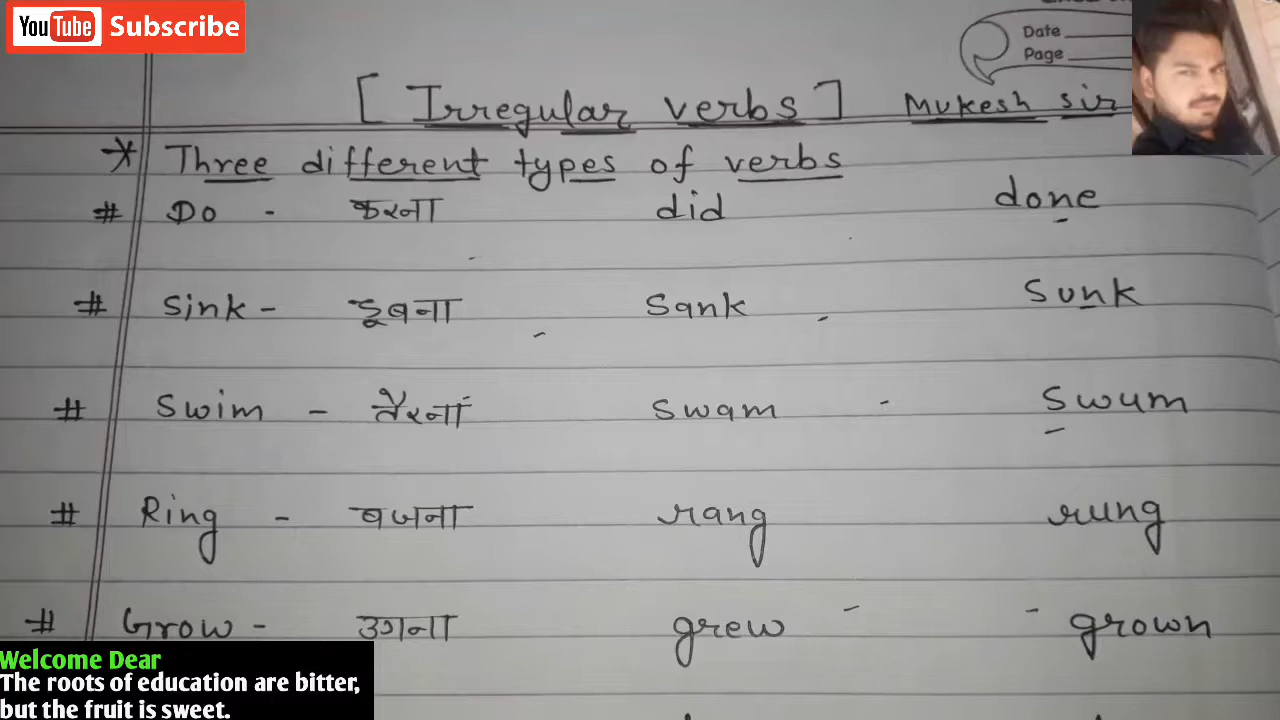 YouTube Subscribe
Date
Page
[ Irregular verbs ] Mukesh sir
* Three different types of verbs
# Do - करना did done
# Sink - डूबना Sank Sunk
# Swim - तैरना swam - Swum
# Ring - बजना rang rung
# Grow - उगना grew - grown
Welcome Dear
The roots of education are bitter,
but the fruit is sweet.